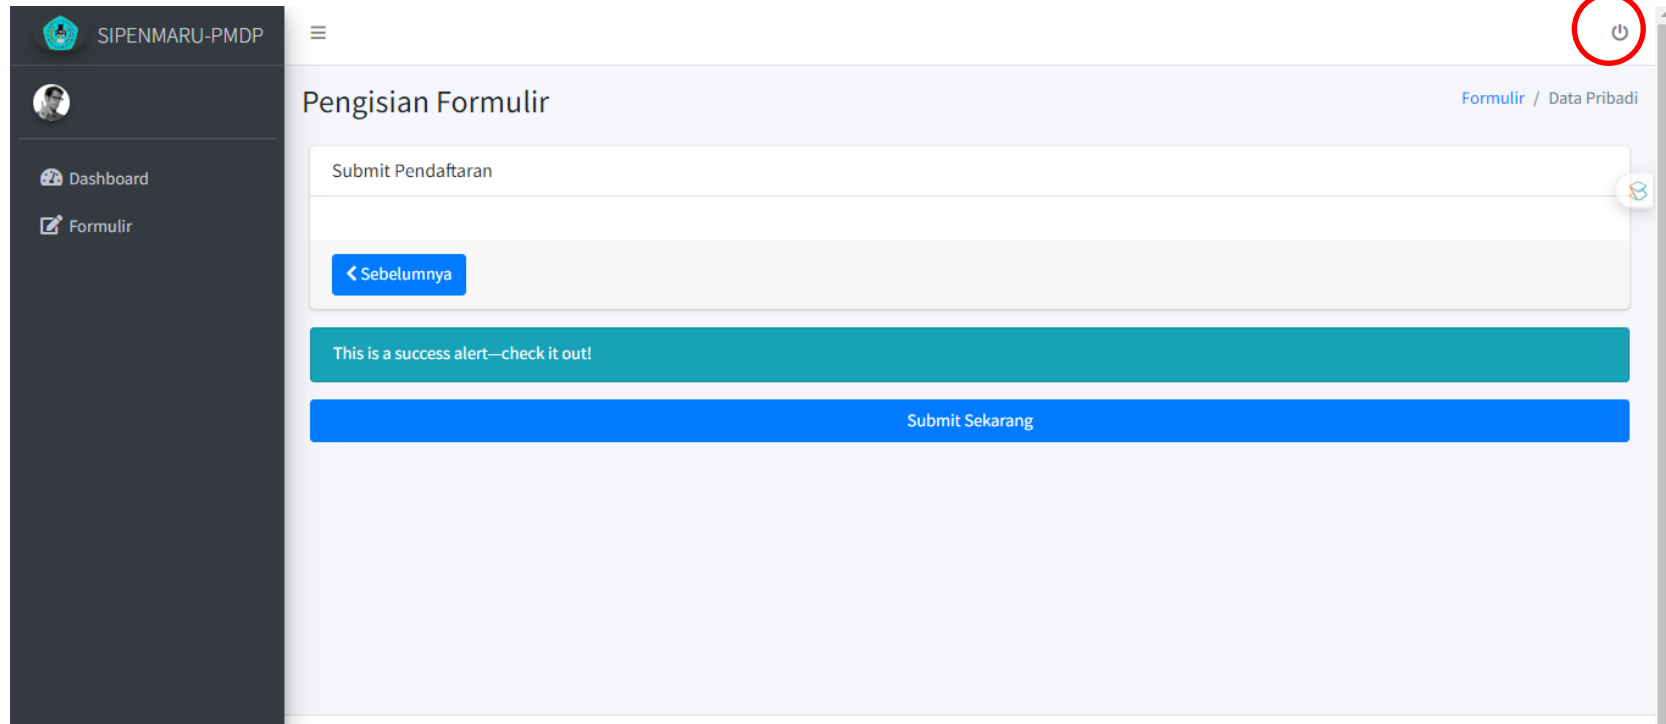 SIPENMARU-PMDP
Pengisian Formulir
Formulir / Data Pribadi
Dashboard
Formulir
Submit Pendaftaran
Sebelumnya
This is a success alert—check it out!
Submit Sekarang